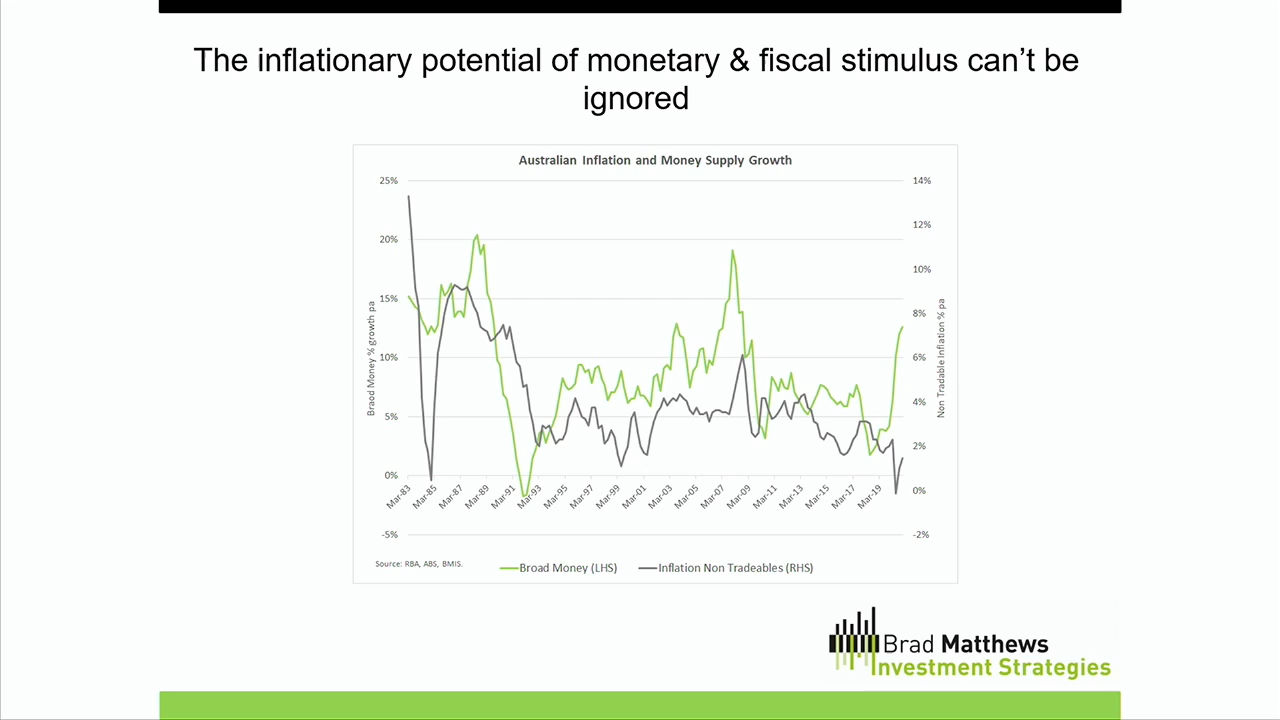 The inflationary potential of monetary & fiscal stimulus can't be
ignored
Australian Inflation and Money Supply Growth
25%
20%
15%
10%
5%
0%
-5%
Braod Money % growth pa
14%
12%
10%
8%
6%
4%
2%
0%
-2%
Non Tradable Inflation % pa
Mar-83
Mar-85
Mar-87
Mar-89
Mar-91
Mar-93
Mar-95
Mar-97
Mar-99
Mar-01
Mar-03
Mar-05
Mar-07
Mar-09
Mar-11
Mar-13
Mar-15
Mar-17
Mar-19
Source: RBA, ABS, BMIS.
Broad Money (LHS)
Inflation Non Tradeables (RHS)
Brad Matthews
Investment Strategies